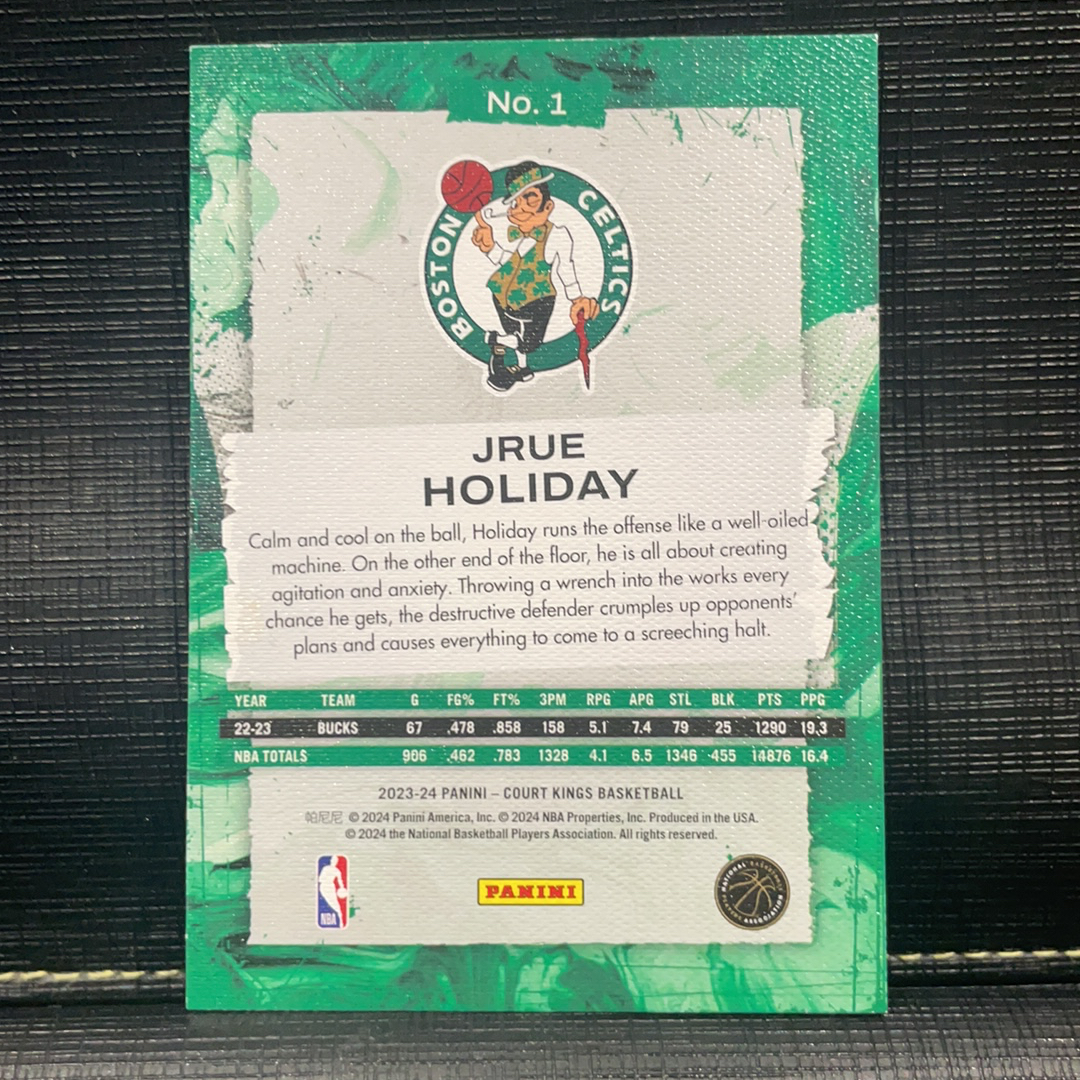 No. 1
BOSTON CELTICS
JRUE
HOLIDAY
Calm and cool on the ball, Holiday runs the offense like a well-oiled
machine. On the other end of the floor, he is all about creating
agitation and anxiety. Throwing a wrench into the works every
chance he gets, the destructive defender crumples up opponents'
plans and causes everything to come to a screeching halt.
YEAR TEAM G FG% FT% 3PM RPG APG STL BLK PTS PPG
22-23 BUCKS 67 .478 .858 158 5.1 7.4 79 25 1290 19.3
NBA TOTALS 906 .462 .783 1328 4.1 6.5 1346 455 14876 16.4
2023-24 PANINI – COURT KINGS BASKETBALL
帕尼尼 © 2024 Panini America, Inc. © 2024 NBA Properties, Inc. Produced in the USA.
© 2024 the National Basketball Players Association. All rights reserved.
NBA
PANINI
NATIONAL BASKETBALL PLAYERS ASSOCIATION